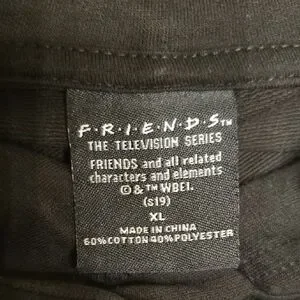 F·R·I·E·N·D·S™
THE TELEVISION SERIES
FRIENDS and all related
characters and elements
© & ™ WBEI.
(s19)
XL
MADE IN CHINA
60%COTTON 40%POLYESTER